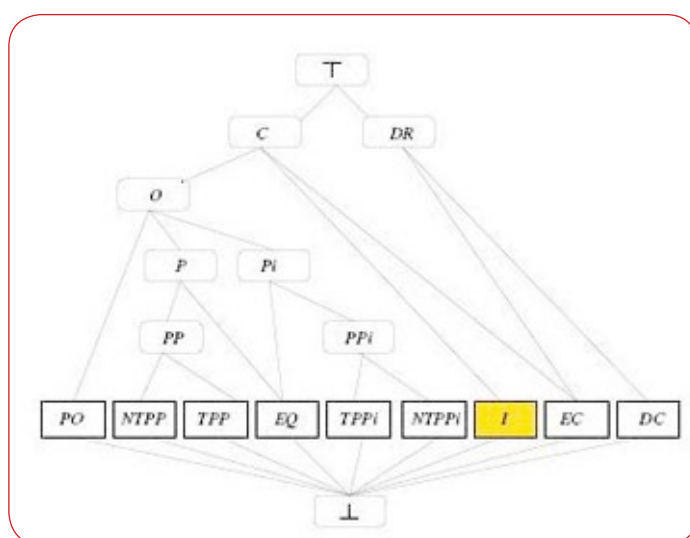 ⊤
C DR
O
P Pi
PP PPi
PO NTPP TPP EQ TPPi NTPPi I EC DC
⊥